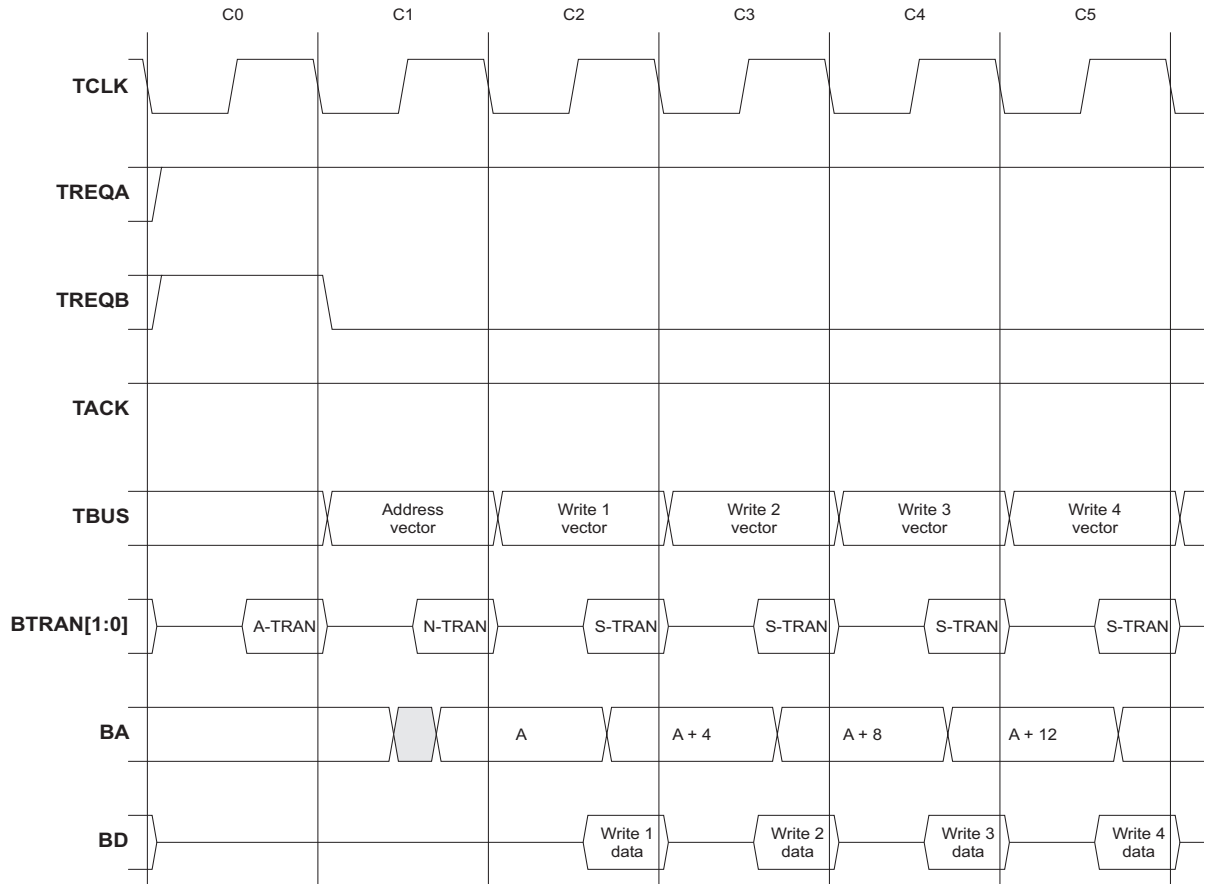 C0 C1 C2 C3 C4 C5
TCLK
TREQA
TREQB
TACK
TBUS
Address
vector
Write 1
vector
Write 2
vector
Write 3
vector
Write 4
vector
BTRAN[1:0]
A-TRAN N-TRAN S-TRAN S-TRAN S-TRAN S-TRAN
BA
A A + 4 A + 8 A + 12
BD
Write 1
data
Write 2
data
Write 3
data
Write 4
data